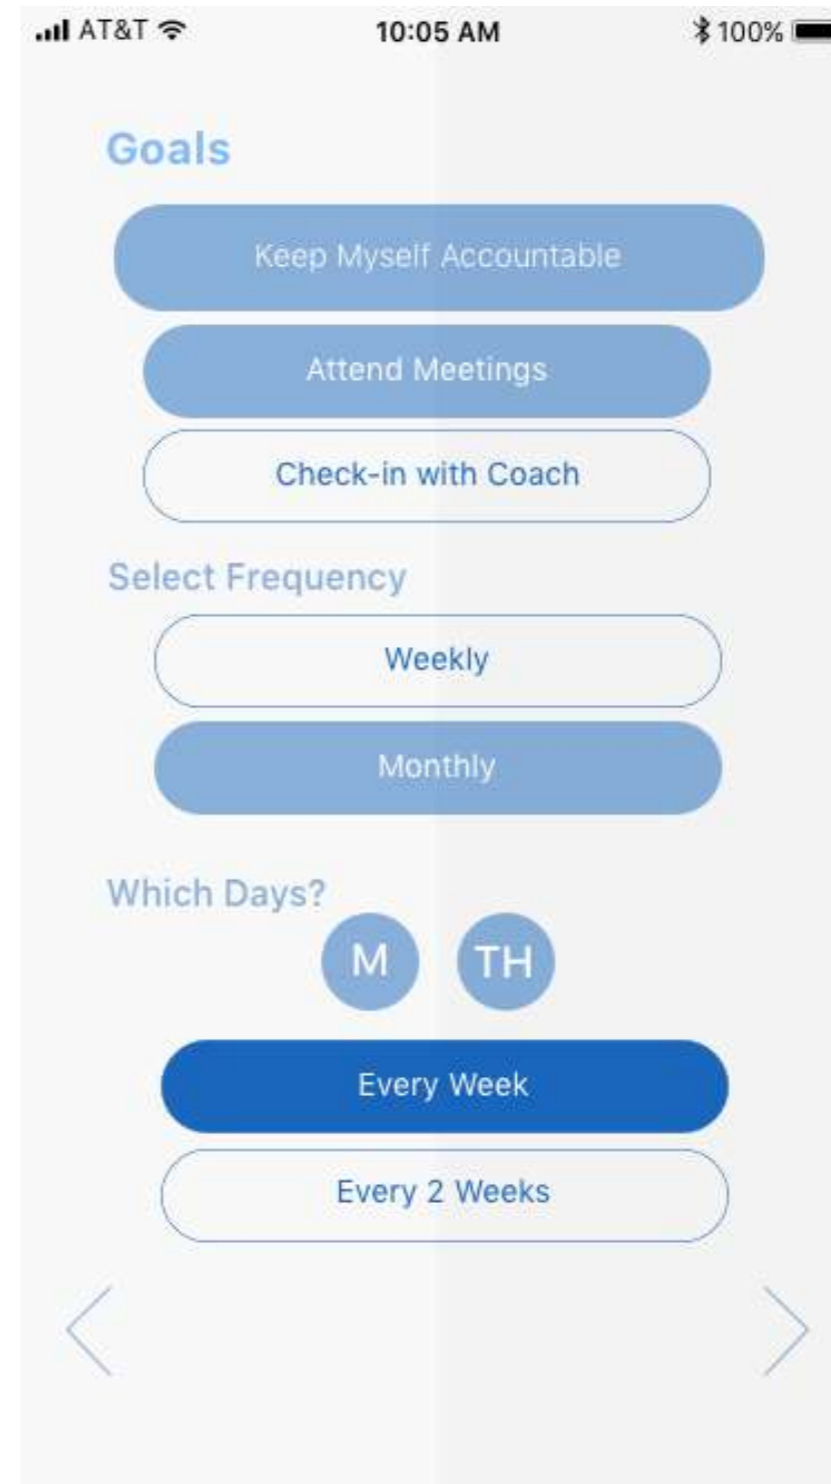 AT&T 10:05 AM 100%
Goals
Keep Myself Accountable
Attend Meetings
Check-in with Coach
Select Frequency
Weekly
Monthly
Which Days?
M TH
Every Week
Every 2 Weeks